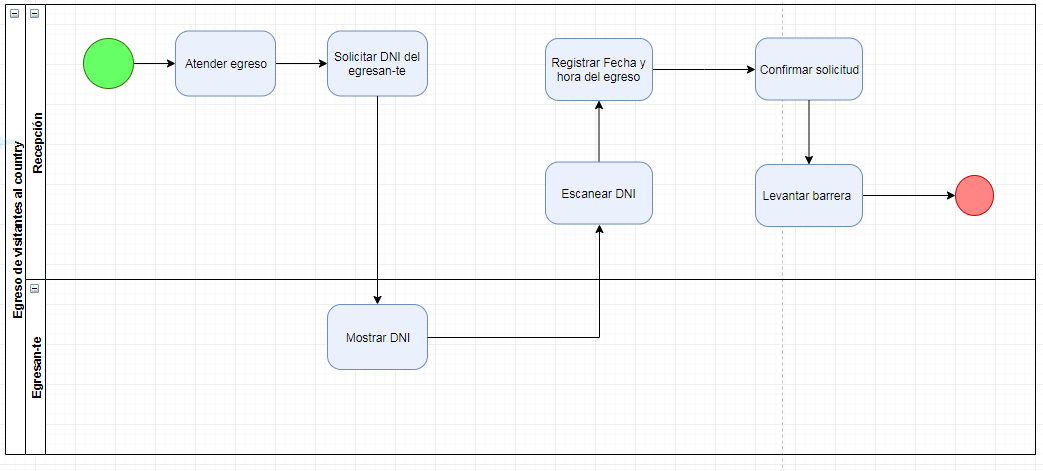 Egreso de visitantes al country
Recepción
Atender egreso
Solicitar DNI del
egresan-te
Registrar Fecha y
hora del egreso
Confirmar solicitud
Escanear DNI
Levantar barrera
Egresan-te
Mostrar DNI